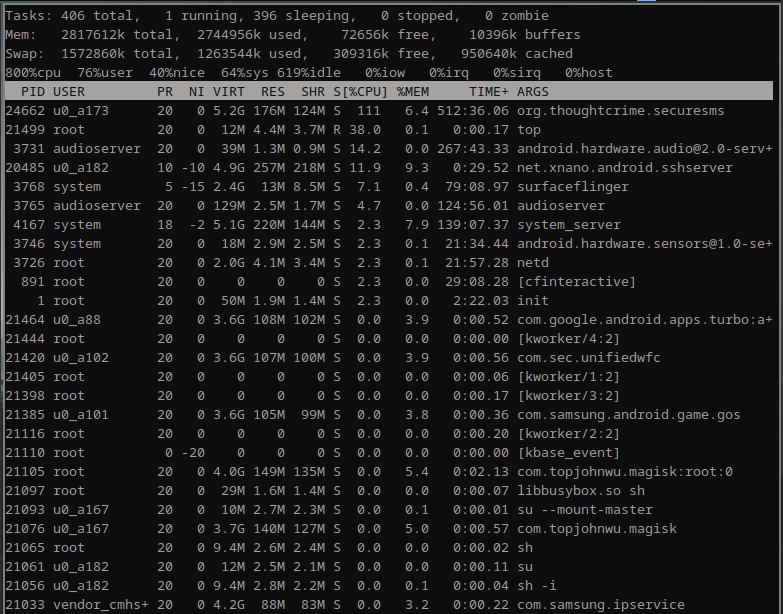 Tasks: 406 total,   1 running, 396 sleeping,   0 stopped,   0 zombie
Mem:   2817612k total,  2744956k used,    72656k free,    10396k buffers
Swap:  1572860k total,  1263544k used,   309316k free,   950640k cached
800%cpu  76%user  40%nice  64%sys 619%idle   0%iow   0%irq   0%sirq   0%host
PID USER         PR  NI VIRT  RES  SHR S[%CPU] %MEM     TIME+ ARGS
24662 u0_a173      20   0 5.2G 176M 124M S  111   6.4 512:36.06 org.thoughtcrime.securesms
21499 root         20   0  12M 4.4M 3.7M R 38.0   0.1   0:00.17 top
3731 audioserver  20   0  39M 1.3M 0.9M S 14.2   0.0 267:43.33 android.hardware.audio@2.0-serv+
20485 u0_a182      10 -10 4.9G 257M 218M S 11.9   9.3   0:29.52 net.xnano.android.sshserver
3768 system        5 -15 2.4G  13M 8.5M S  7.1   0.4  79:08.97 surfaceflinger
3765 audioserver  20   0 129M 2.5M 1.7M S  4.7   0.0 124:56.01 audioserver
4167 system       18  -2 5.1G 220M 144M S  2.3   7.9 139:07.37 system_server
3746 system       20   0  18M 2.9M 2.5M S  2.3   0.1  21:34.44 android.hardware.sensors@1.0-se+
3726 root         20   0 2.0G 4.1M 3.4M S  2.3   0.1  21:57.28 netd
891 root         20   0    0    0    0 S  2.3   0.0  29:08.28 [cfinteractive]
1 root         20   0  50M 1.9M 1.4M S  2.3   0.0   2:22.03 init
21464 u0_a88       20   0 3.6G 108M 102M S  0.0   3.9   0:00.52 com.google.android.apps.turbo:a+
21444 root         20   0    0    0    0 S  0.0   0.0   0:00.00 [kworker/4:2]
21420 u0_a102      20   0 3.6G 107M 100M S  0.0   3.9   0:00.56 com.sec.unifiedwfc
21405 root         20   0    0    0    0 S  0.0   0.0   0:00.06 [kworker/1:2]
21398 root         20   0    0    0    0 S  0.0   0.0   0:00.17 [kworker/3:2]
21385 u0_a101      20   0 3.6G 105M  99M S  0.0   3.8   0:00.36 com.samsung.android.game.gos
21116 root         20   0    0    0    0 S  0.0   0.0   0:00.20 [kworker/2:2]
21110 root          0 -20    0    0    0 S  0.0   0.0   0:00.00 [kbase_event]
21105 root         20   0 4.0G 149M 135M S  0.0   5.4   0:02.13 com.topjohnwu.magisk:root:0
21097 root         20   0  29M 1.6M 1.4M S  0.0   0.0   0:00.07 libbusybox.so sh
21093 u0_a167      20   0  10M 2.7M 2.3M S  0.0   0.1   0:00.01 su --mount-master
21076 u0_a167      20   0 3.7G 140M 127M S  0.0   5.0   0:00.57 com.topjohnwu.magisk
21065 root         20   0 9.4M 2.6M 2.4M S  0.0   0.0   0:00.02 sh
21061 u0_a182      20   0  12M 2.5M 2.1M S  0.0   0.0   0:00.11 su
21056 u0_a182      20   0 9.4M 2.8M 2.2M S  0.0   0.1   0:00.04 sh -i
21033 vendor_cmhs+ 20   0 4.2G  88M  83M S  0.0   3.2   0:00.22 com.samsung.ipservice